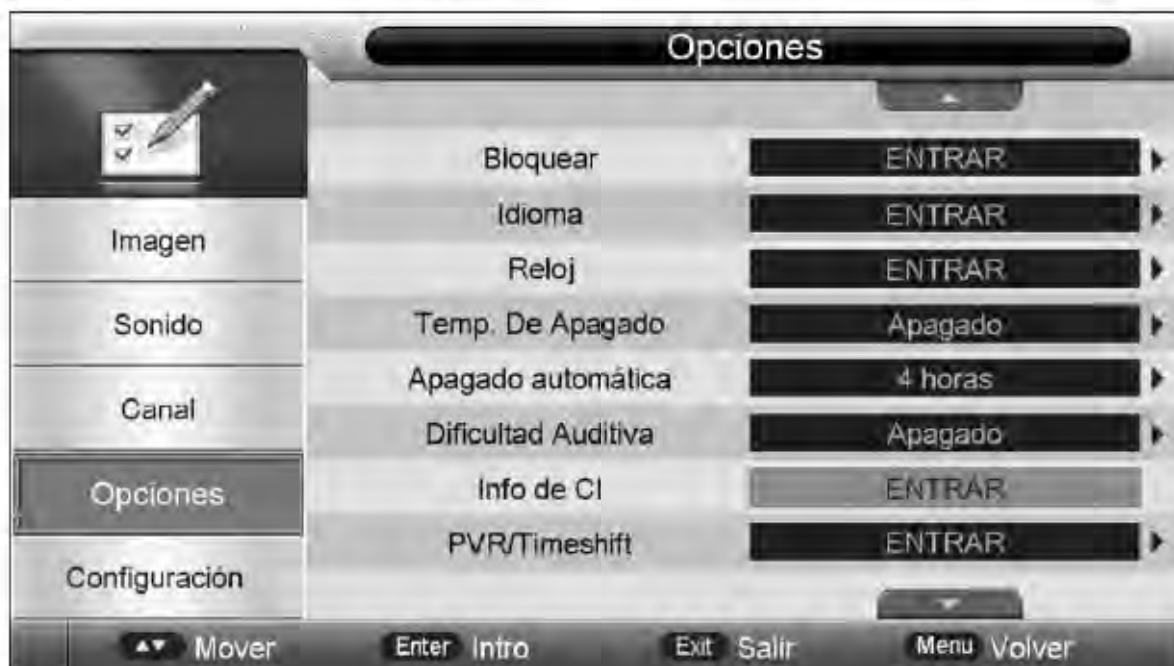 Opciones
Imagen
Sonido
Canal
Opciones
Configuración
Bloquear ENTRAR
Idioma ENTRAR
Reloj ENTRAR
Temp. De Apagado Apagado
Apagado automática 4 horas
Dificultad Auditiva Apagado
Info de CI ENTRAR
PVR/Timeshift ENTRAR
Mover Enter Intro Exit Salir Menu Volver